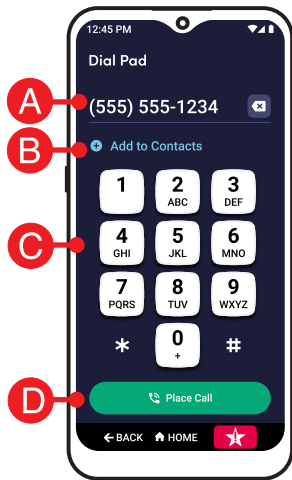 12:45 PM
Dial Pad
A
(555) 555-1234
B
Add to Contacts
1
2
ABC
3
DEF
C
4
GHI
5
JKL
6
MNO
7
PQRS
8
TUV
9
WXYZ
*
0
+
#
D
Place Call
BACK
HOME